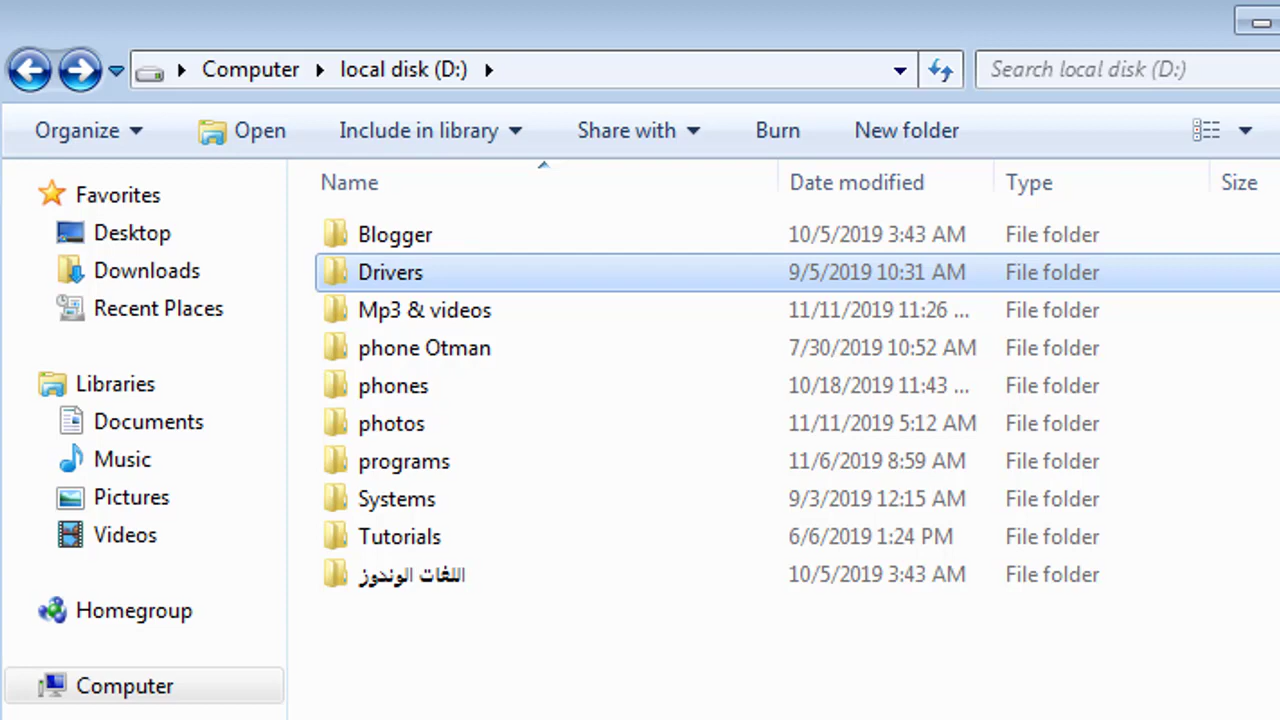 Computer local disk (D:) Search local disk (D:)
Organize Open Include in library Share with Burn New folder
Name Date modified Type Size
Favorites
Desktop
Downloads
Recent Places
Libraries
Documents
Music
Pictures
Videos
Homegroup
Computer
Blogger 10/5/2019 3:43 AM File folder
Drivers 9/5/2019 10:31 AM File folder
Mp3 & videos 11/11/2019 11:26 ... File folder
phone Otman 7/30/2019 10:52 AM File folder
phones 10/18/2019 11:43 ... File folder
photos 11/11/2019 5:12 AM File folder
programs 11/6/2019 8:59 AM File folder
Systems 9/3/2019 12:15 AM File folder
Tutorials 6/6/2019 1:24 PM File folder
اللغات الوندوز 10/5/2019 3:43 AM File folder